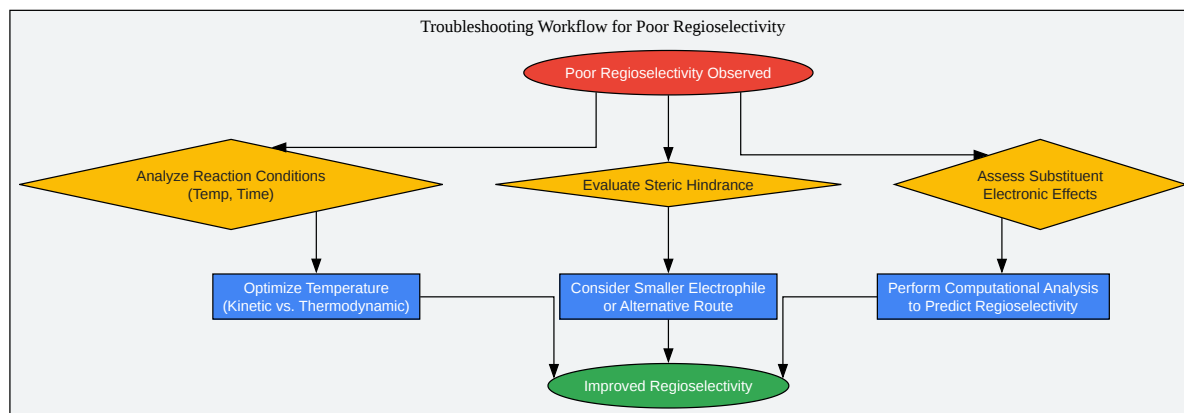 Troubleshooting Workflow for Poor Regioselectivity
Poor Regioselectivity Observed
Analyze Reaction Conditions
(Temp, Time)
Evaluate Steric Hindrance
Assess Substituent
Electronic Effects
Optimize Temperature
(Kinetic vs. Thermodynamic)
Consider Smaller Electrophile
or Alternative Route
Perform Computational Analysis
to Predict Regioselectivity
Improved Regioselectivity